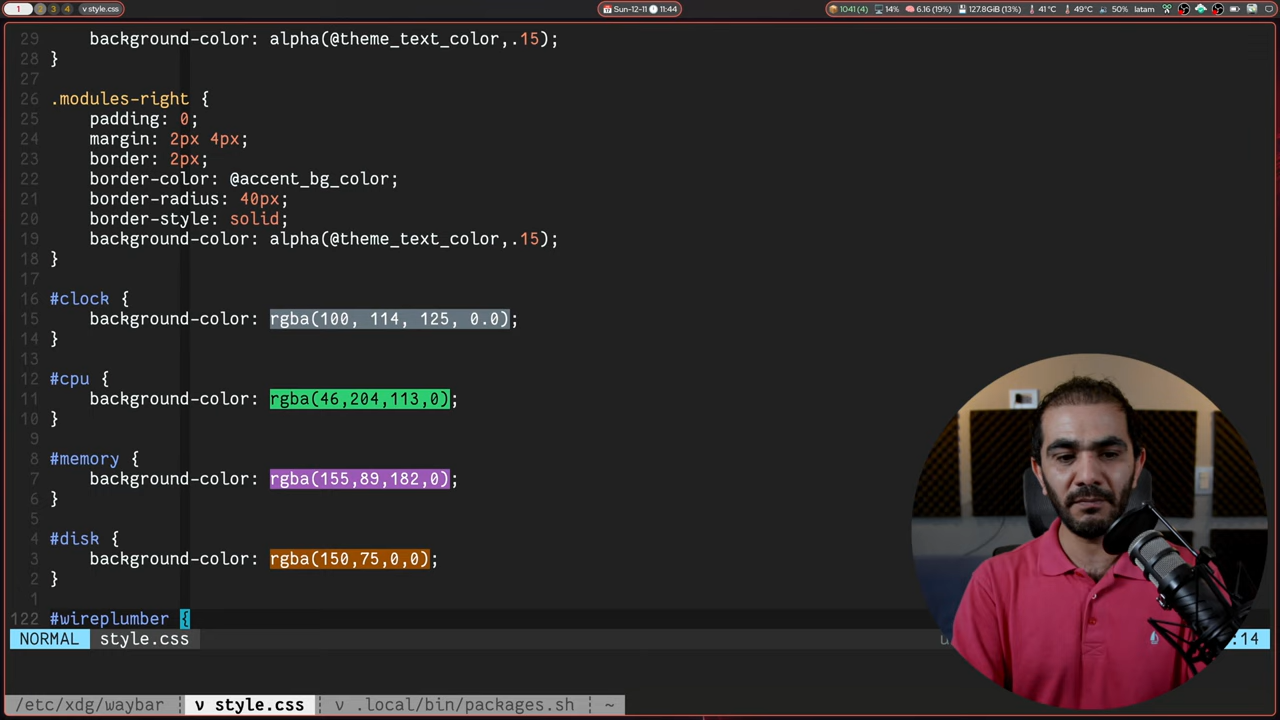 1 2 3 4 ν style.css
Sun-12-11 11:44
1041 (4) 14% 6.16 (19%) 127.8GiB (13%) 41°C 49°C 50% latam
29 background-color: alpha(@theme_text_color,.15);
28 }
27
26 .modules-right {
25 padding: 0;
24 margin: 2px 4px;
23 border: 2px;
22 border-color: @accent_bg_color;
21 border-radius: 40px;
20 border-style: solid;
19 background-color: alpha(@theme_text_color,.15);
18 }
17
16 #clock {
15 background-color: rgba(100, 114, 125, 0.0);
14 }
13
12 #cpu {
11 background-color: rgba(46,204,113,0);
10 }
9
8 #memory {
7 background-color: rgba(155,89,182,0);
6 }
5
4 #disk {
3 background-color: rgba(150,75,0,0);
2 }
1
122 #wireplumber {
NORMAL style.css :14
/etc/xdg/waybar ν style.css ν .local/bin/packages.sh ~